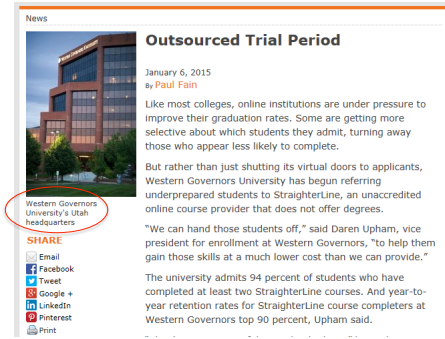 News
Outsourced Trial Period
January 6, 2015
By Paul Fain
Like most colleges, online institutions are under pressure to
improve their graduation rates. Some are getting more
selective about which students they admit, turning away
those who appear less likely to complete.
But rather than just shutting its virtual doors to applicants,
Western Governors University has begun referring
underprepared students to StraighterLine, an unaccredited
online course provider that does not offer degrees.
“We can hand those students off,” said Daren Upham, vice
president for enrollment at Western Governors, “to help them
gain those skills at a much lower cost than we can provide.”
The university admits 94 percent of students who have
completed at least two StraighterLine courses. And year-to-
year retention rates for StraighterLine course completers at
Western Governors top 90 percent, Upham said.
Western Governors
University's Utah
headquarters
SHARE
Email
Facebook
Tweet
Google +
LinkedIn
Pinterest
Print